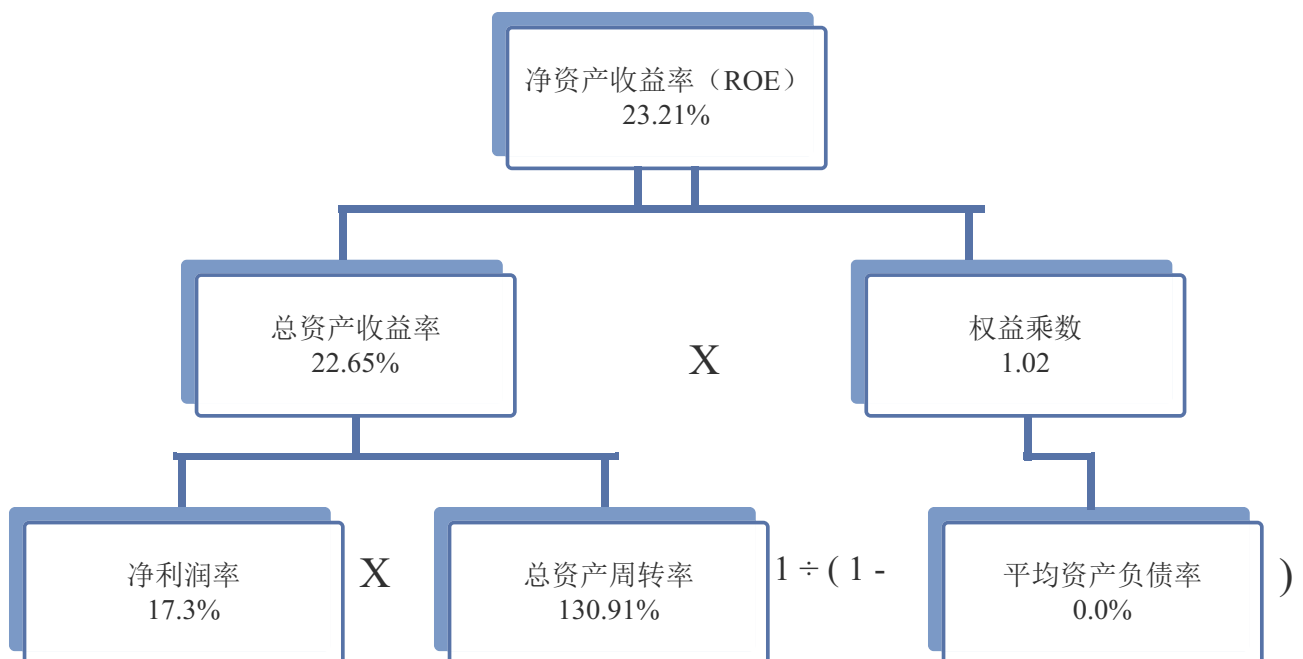 净资产收益率（ROE）
23.21%
总资产收益率
22.65%
X
权益乘数
1.02
净利润率
17.3%
X
总资产周转率
130.91%
1 ÷ ( 1 -
平均资产负债率
0.0%
)